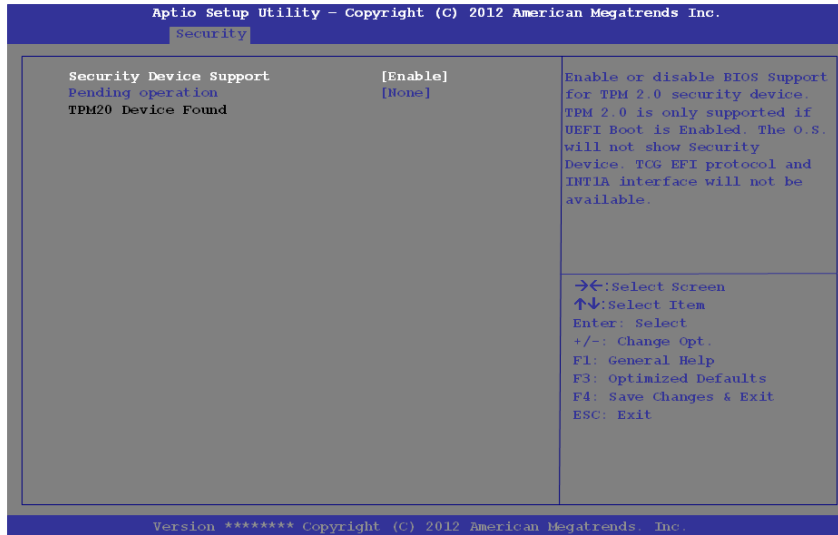 Aptio Setup Utility – Copyright (C) 2012 American Megatrends Inc.
Security
Security Device Support [Enable]
Pending operation [None]
TPM20 Device Found
Enable or disable BIOS Support
for TPM 2.0 security device.
TPM 2.0 is only supported if
UEFI Boot is Enabled. The O.S.
will not show Security
Device. TCG EFI protocol and
INT1A interface will not be
available.
→←:Select Screen
↑↓:Select Item
Enter: Select
+/-: Change Opt.
F1: General Help
F3: Optimized Defaults
F4: Save Changes & Exit
ESC: Exit
Version ******** Copyright (C) 2012 American Megatrends. Inc.